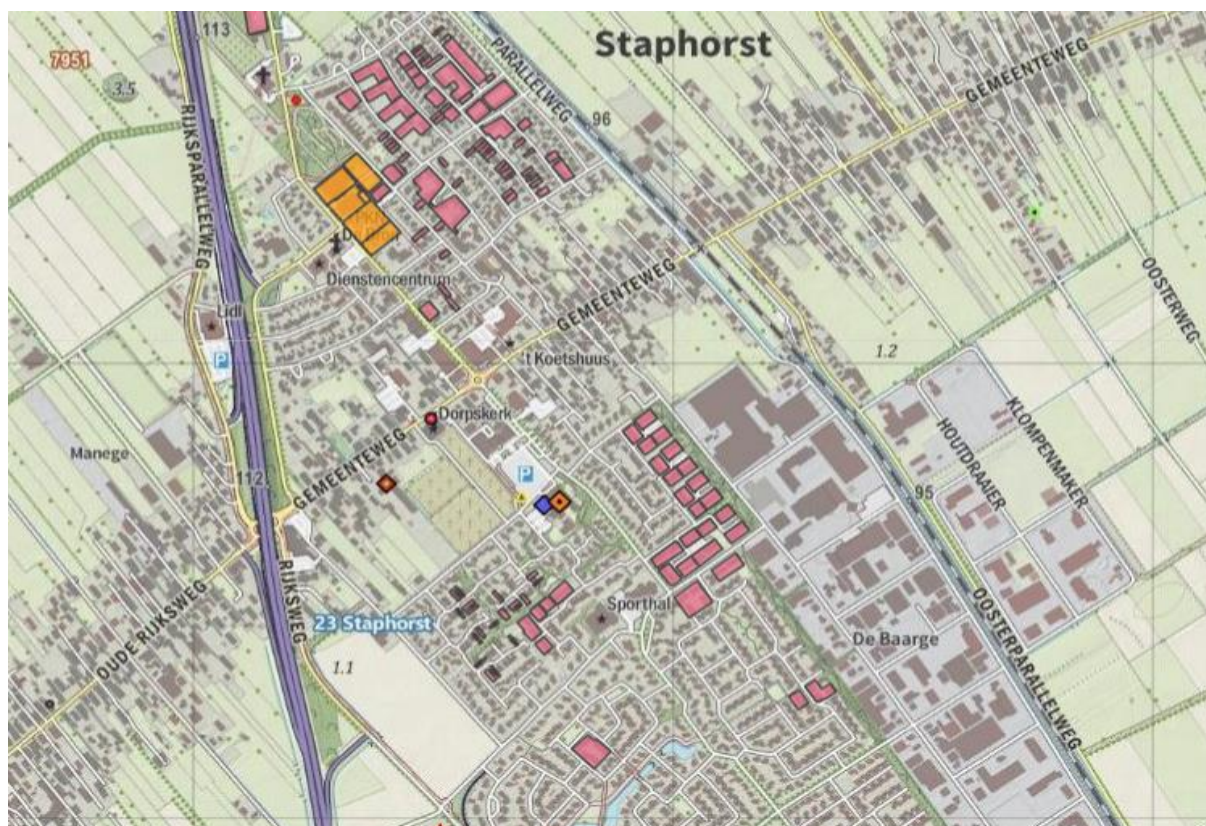 113
7951
3.5
P
PARALLELWEG
Staphorst
96
GEMEENTEWEG
RIJKSPARALLELWEG
PKN
Dienstencentrum
GEMEENTEWEG
OOSTERWEG
Lidl
P
't Koetshuus
1.2
KLOMPENMAKER
HOUTDRAAIER
Dorpskerk
Manege
GEMEENTEWEG
112
P
95
OUDE RIJKSWEG
RIJKSWEG
23 Staphorst
Sporthal
De Baarge
OOSTERPARALLELWEG
1.1